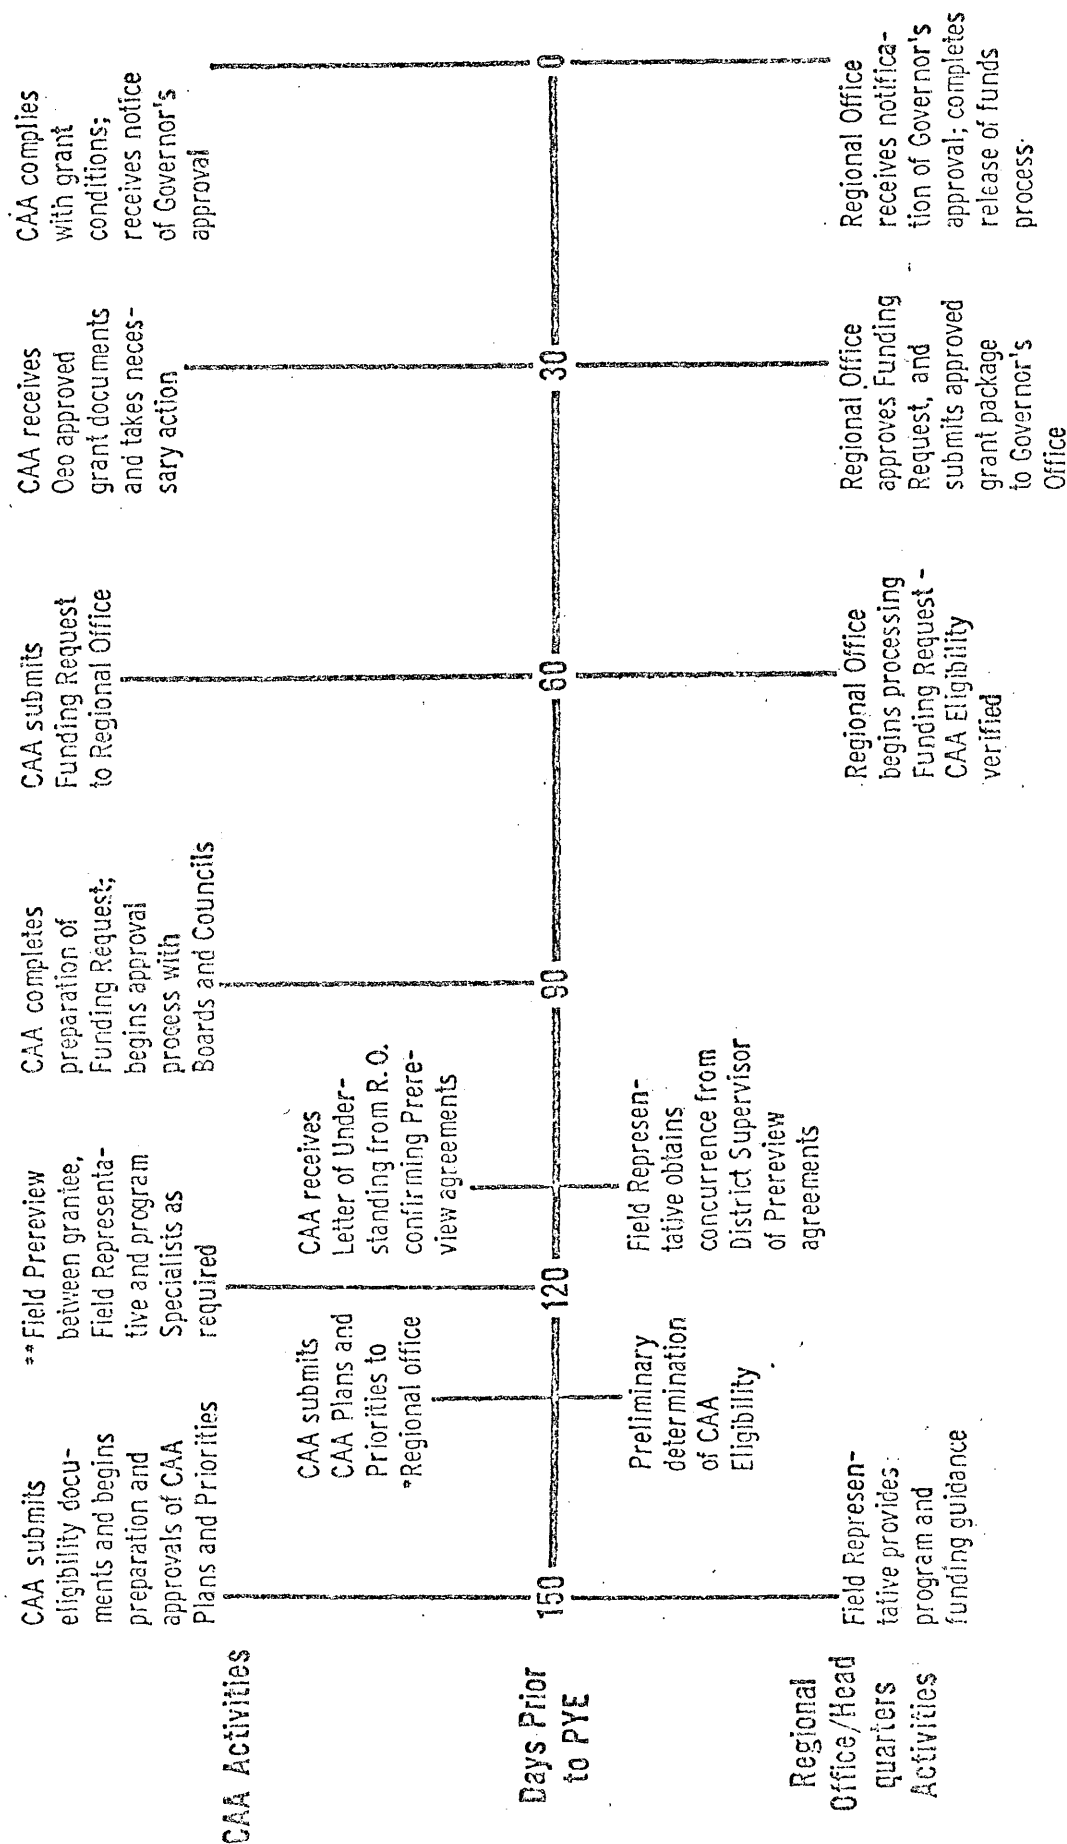 CAA Activities
CAA submits
eligibility docu-
ments and begins
preparation and
approvals of CAA
Plans and Priorities
CAA submits
CAA Plans and
Priorities to
*Regional office
**Field Prereview
between grantee,
Field Representa-
tive and program
Specialists as
required
CAA receives
Letter of Under-
standing from R.O.
confirming Prere-
view agreements
CAA completes
preparation of
Funding Request;
begins approval
process with
Boards and Councils
CAA submits
Funding Request
to Regional Office
CAA receives
Oeo approved
grant documents
and takes neces-
sary action
CAA complies
with grant
conditions;
receives notice
of Governor's
approval
Days Prior
to PYE
150
120
90
60
30
0
Regional
Office/Head
quarters
Activities
Field Represen-
tative provides
program and
funding guidance
Preliminary
determination
of CAA
Eligibility
Field Represen-
tative obtains
concurrence from
District Supervisor
of Prereview
agreements
Regional Office
begins processing
Funding Request -
CAA Eligibility
verified
Regional Office
approves Funding
Request, and
submits approved
grant package
to Governor's
Office
Regional Office
receives notifica-
tion of Governor's
approval; completes
release of funds
process.